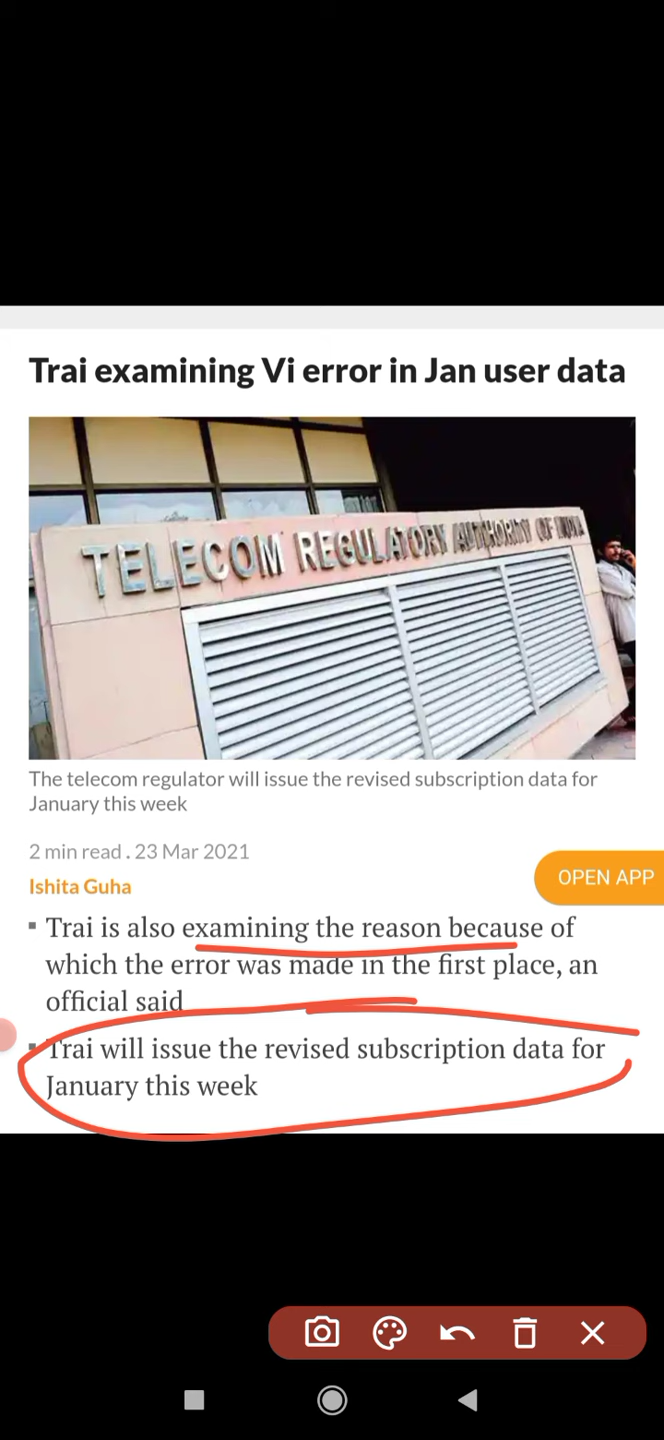 Trai examining Vi error in Jan user data
TELECOM REGULATORY AUTHORITY OF INDIA
The telecom regulator will issue the revised subscription data for
January this week
2 min read . 23 Mar 2021
OPEN APP
Ishita Guha
▪ Trai is also examining the reason because of
which the error was made in the first place, an
official said
▪ Trai will issue the revised subscription data for
January this week